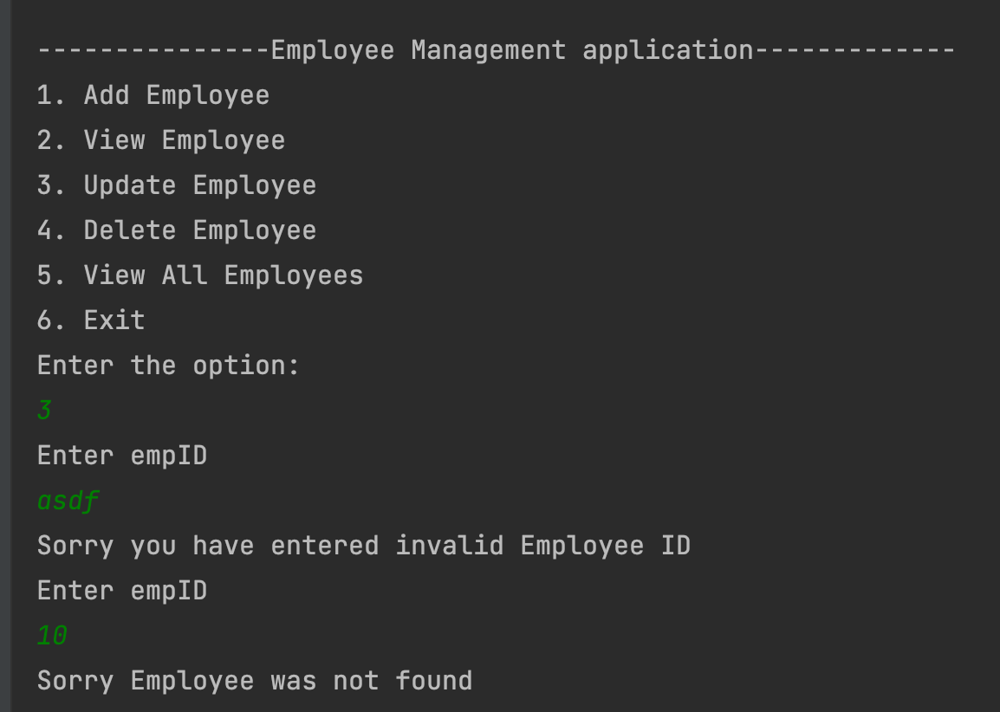 ---------------Employee Management application-------------
1. Add Employee
2. View Employee
3. Update Employee
4. Delete Employee
5. View All Employees
6. Exit
Enter the option:
3
Enter empID
asdf
Sorry you have entered invalid Employee ID
Enter empID
10
Sorry Employee was not found